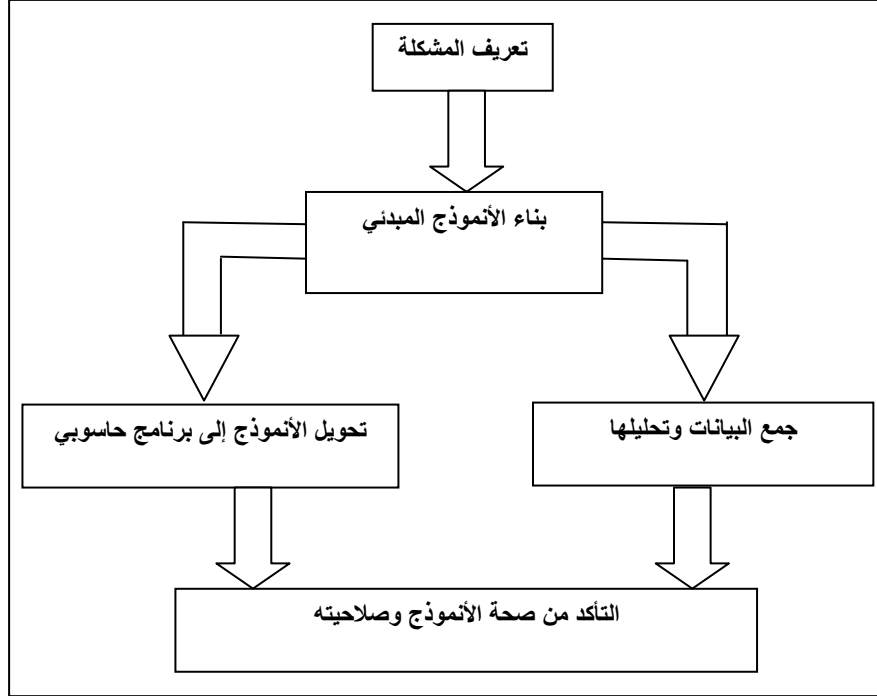 تعريف المشكلة
بناء الأنموذج المبدئي
جمع البيانات وتحليلها
تحويل الأنموذج إلى برنامج حاسوبي
التأكد من صحة الأنموذج وصلاحيته